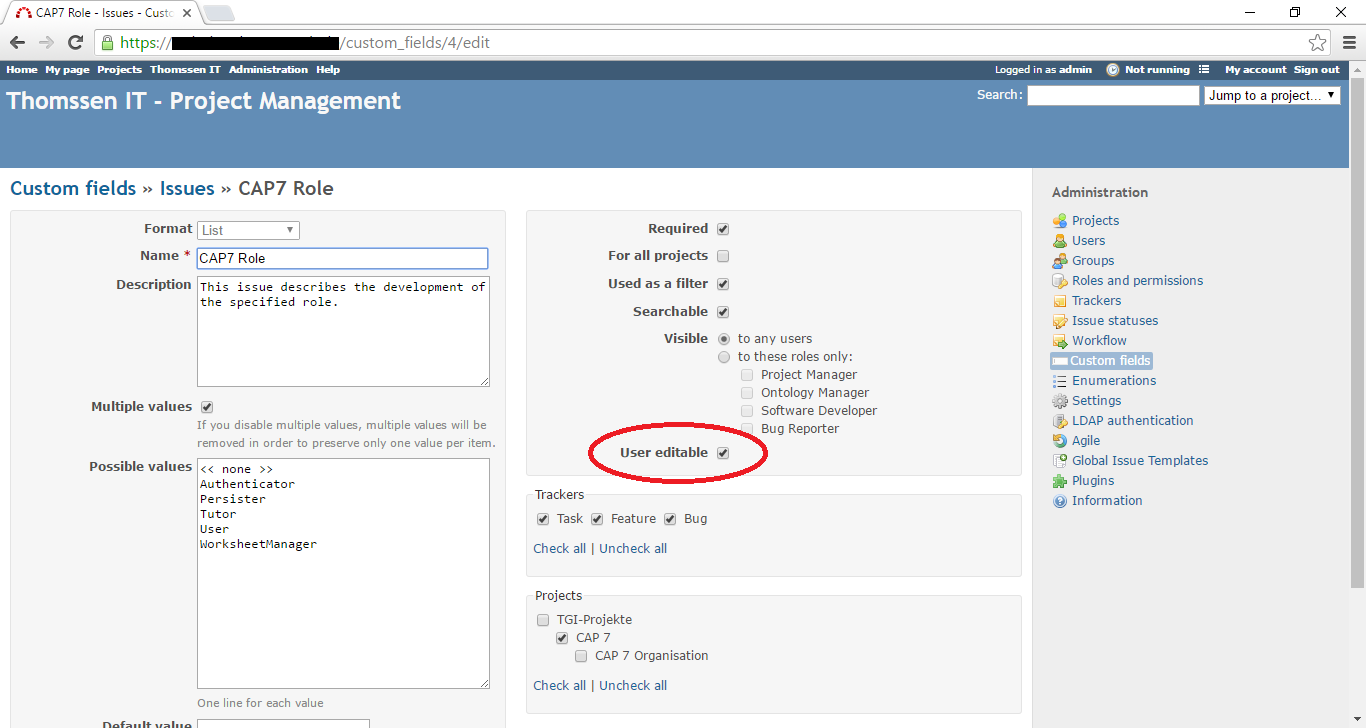 CAP7 Role - Issues - Custo
https:// /custom_fields/4/edit
Home My page Projects Thomssen IT Administration Help
Logged in as admin Not running My account Sign out
Thomssen IT - Project Management
Search: Jump to a project...
Custom fields » Issues » CAP7 Role
Format List
Name * CAP7 Role
Description This issue describes the development of
the specified role.
Multiple values
If you disable multiple values, multiple values will be
removed in order to preserve only one value per item.
Possible values << none >>
Authenticator
Persister
Tutor
User
WorksheetManager
One line for each value
Default value
Required
For all projects
Used as a filter
Searchable
Visible to any users
to these roles only:
Project Manager
Ontology Manager
Software Developer
Bug Reporter
User editable
Trackers
Task Feature Bug
Check all | Uncheck all
Projects
TGI-Projekte
CAP 7
CAP 7 Organisation
Check all | Uncheck all
Administration
Projects
Users
Groups
Roles and permissions
Trackers
Issue statuses
Workflow
Custom fields
Enumerations
Settings
LDAP authentication
Agile
Global Issue Templates
Plugins
Information